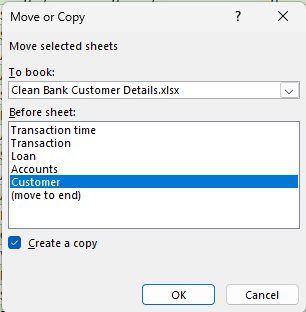 Move or Copy
Move selected sheets
To book:
Clean Bank Customer Details.xlsx
Before sheet:
Transaction time
Transaction
Loan
Accounts
Customer
(move to end)
Create a copy
OK Cancel